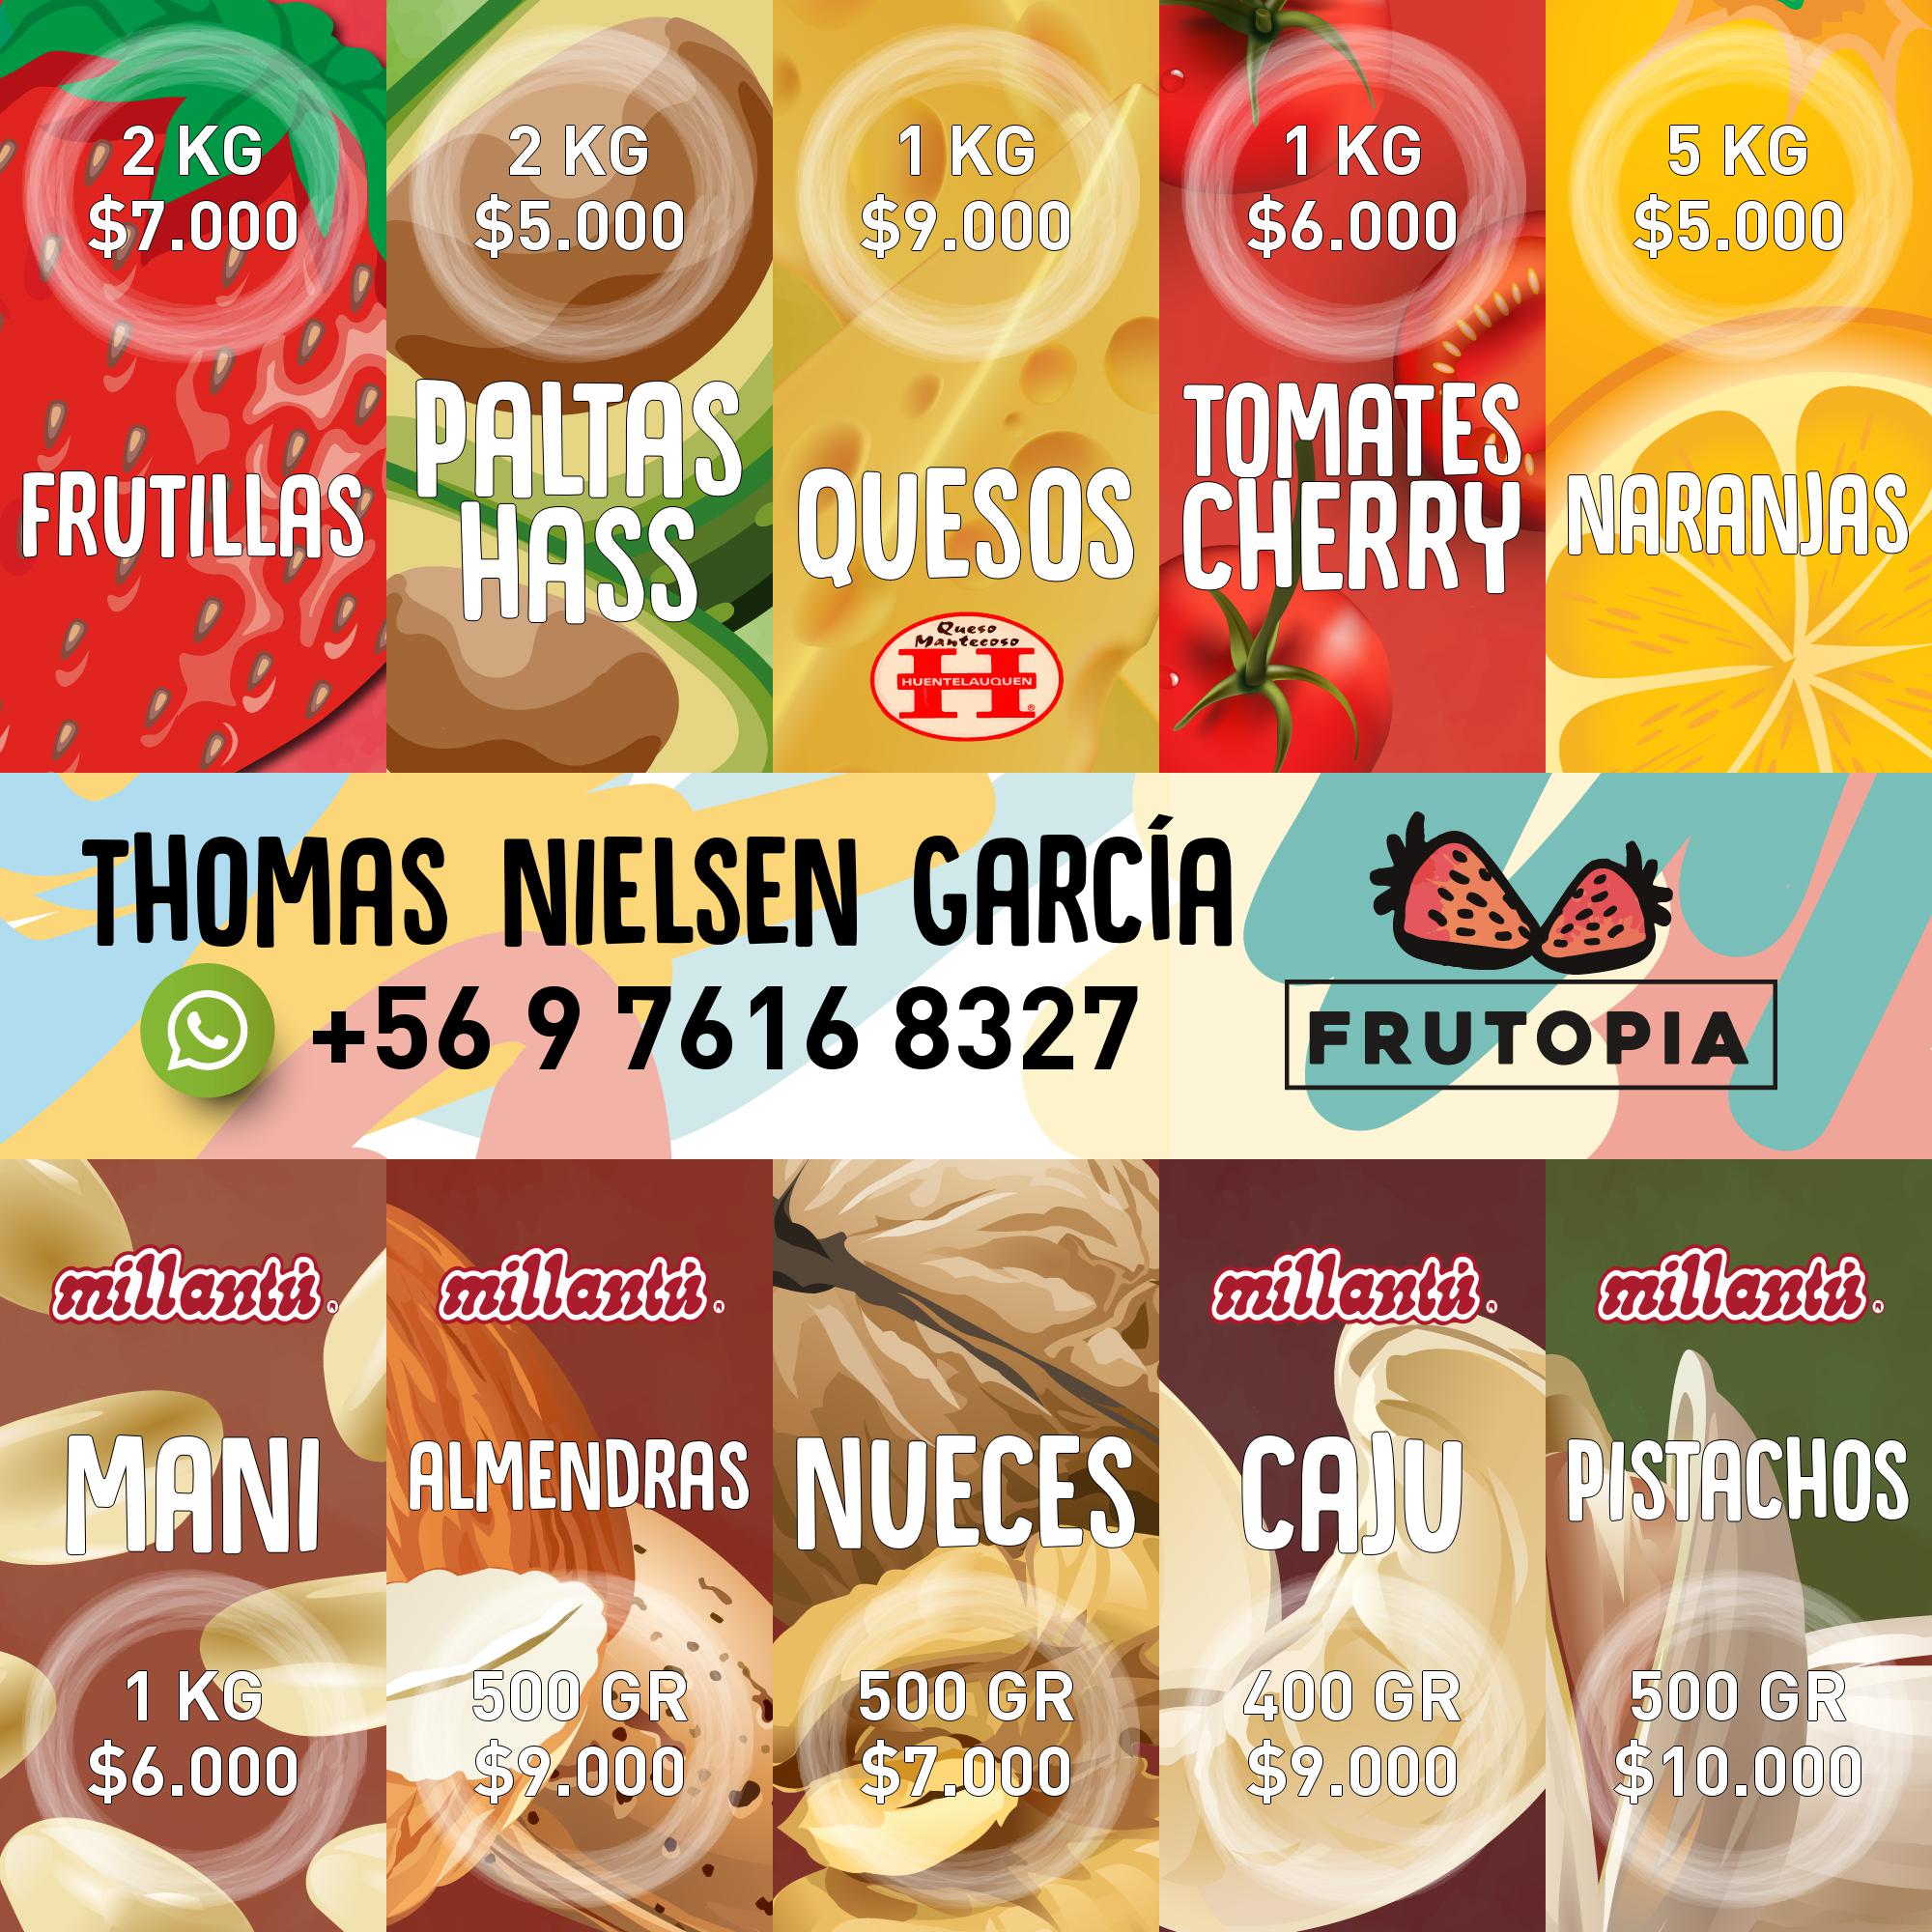 2 KG
$7.000
FRUTILLAS
2 KG
$5.000
PALTAS
HASS
1 KG
$9.000
QUESOS
Queso
Mantecoso
H
HUENTELAUQUEN
®
1 KG
$6.000
TOMATES
CHERRY
5 KG
$5.000
NARANJAS
THOMAS NIELSEN GARCÍA
+56 9 7616 8327
FRUTOPIA
millantú®
MANI
1 KG
$6.000
millantú®
ALMENDRAS
500 GR
$9.000
NUECES
500 GR
$7.000
millantú®
CAJU
400 GR
$9.000
millantú®
PISTACHOS
500 GR
$10.000